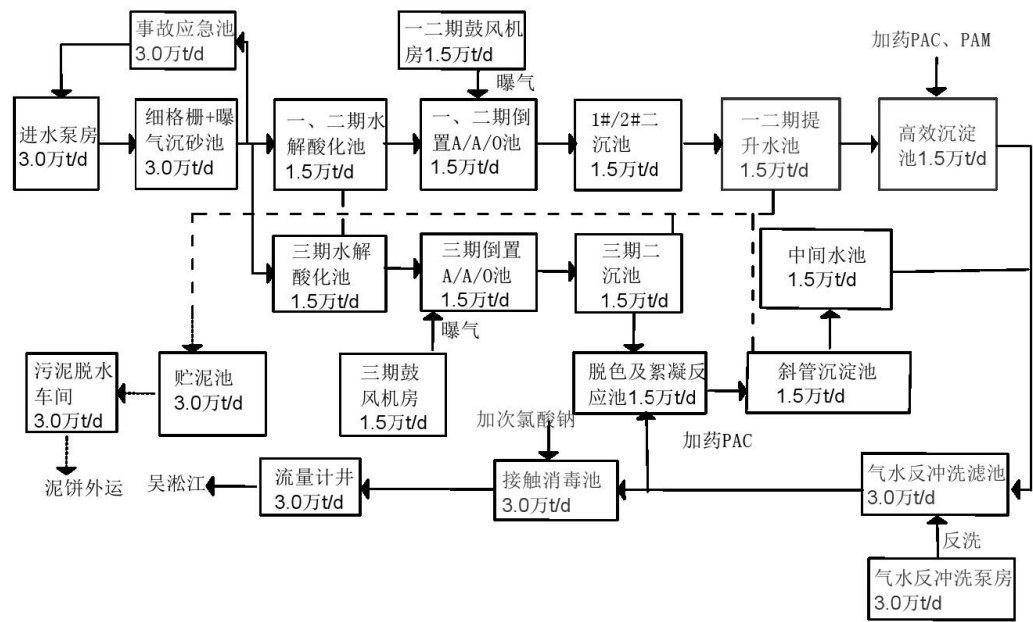 事故应急池
3.0万t/d
一二期鼓风机
房1.5万t/d
加药PAC、PAM
曝气
进水泵房
3.0万t/d
细格栅+曝
气沉砂池
3.0万t/d
一、二期水
解酸化池
1.5万t/d
一、二期倒
置A/A/O池
1.5万t/d
1#/2#二
沉池
1.5万t/d
一二期提
升水池
1.5万t/d
高效沉淀
池1.5万t/d
三期水解
酸化池
1.5万t/d
三期倒置
A/A/O池
1.5万t/d
三期二
沉池
1.5万t/d
中间水池
1.5万t/d
曝气
污泥脱水
车间
3.0万t/d
贮泥池
3.0万t/d
三期鼓
风机房
1.5万t/d
脱色及絮凝反
应池1.5万t/d
斜管沉淀池
1.5万t/d
加次氯酸钠
加药PAC
泥饼外运
吴淞江
流量计井
3.0万t/d
接触消毒池
3.0万t/d
气水反冲洗滤池
3.0万t/d
反洗
气水反冲洗泵房
3.0万t/d